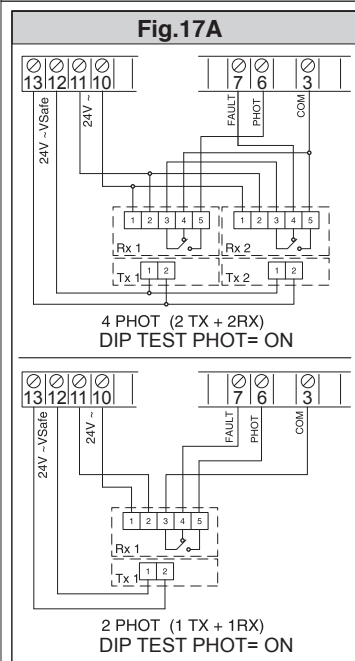 Fig.17A
13 12 11 10 7 6 3
24V ~VSafe
24V ~
FAULT
PHOT
COM
1 2 3 4 5 1 2 3 4 5
Rx 1 Rx 2
Tx 1 1 2 Tx 2 1 2
4 PHOT (2 TX + 2RX)
DIP TEST PHOT= ON
13 12 11 10 7 6 3
24V ~VSafe
24V ~
FAULT
PHOT
COM
1 2 3 4 5
Rx 1
Tx 1 1 2
2 PHOT (1 TX + 1RX)
DIP TEST PHOT= ON